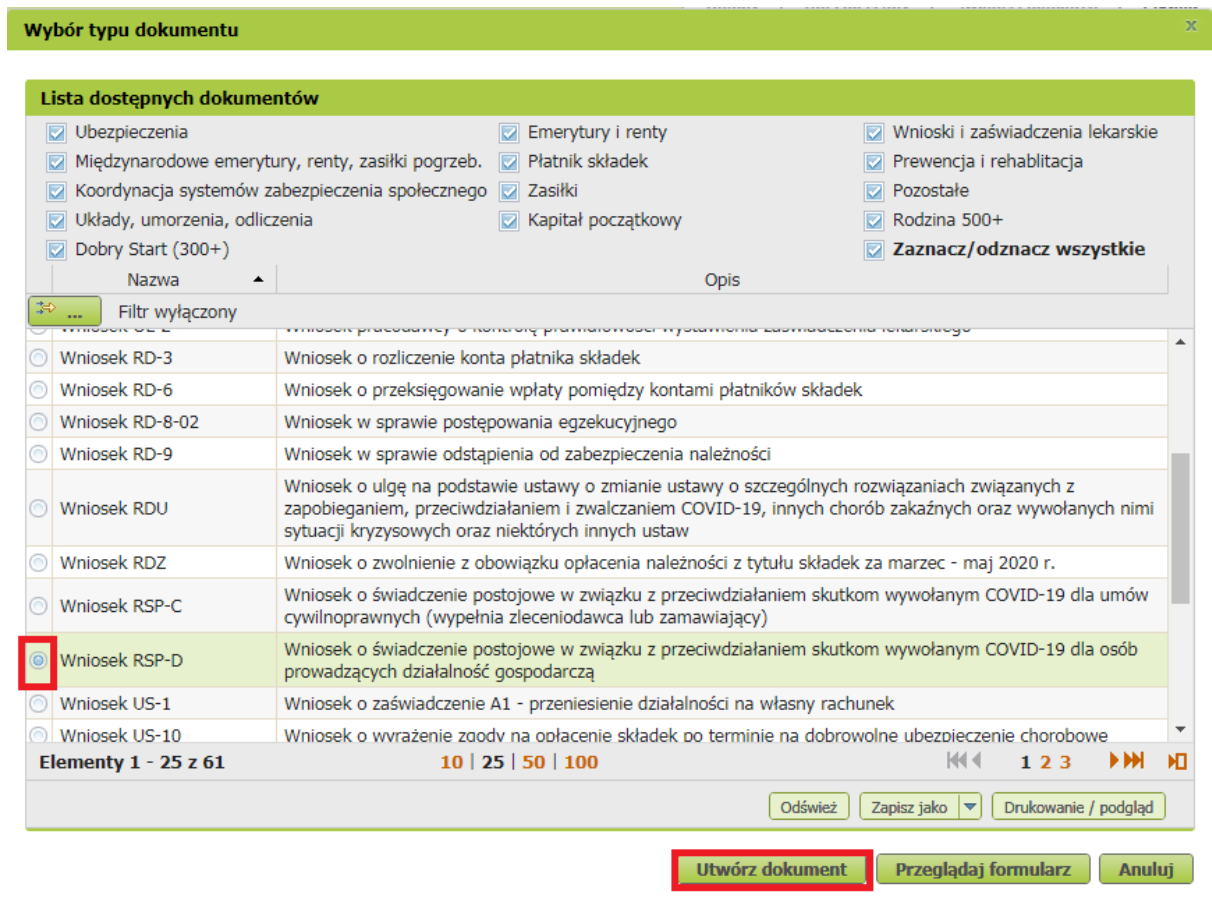 Wybór typu dokumentu
x
Lista dostępnych dokumentów
Ubezpieczenia
Emerytury i renty
Wnioski i zaświadczenia lekarskie
Międzynarodowe emerytury, renty, zasiłki pogrzeb.
Płatnik składek
Prewencja i rehablitacja
Koordynacja systemów zabezpieczenia społecznego
Zasiłki
Pozostałe
Układy, umorzenia, odliczenia
Kapitał początkowy
Rodzina 500+
Dobry Start (300+)
Zaznacz/odznacz wszystkie
Nazwa
Opis
...
Filtr wyłączony
Wniosek pracodawcy o kontrolę prawidłowości wystawienia zaświadczenia lekarskiego
Wniosek RD-3
Wniosek o rozliczenie konta płatnika składek
Wniosek RD-6
Wniosek o przeksięgowanie wpłaty pomiędzy kontami płatników składek
Wniosek RD-8-02
Wniosek w sprawie postępowania egzekucyjnego
Wniosek RD-9
Wniosek w sprawie odstąpienia od zabezpieczenia należności
Wniosek RDU
Wniosek o ulgę na podstawie ustawy o zmianie ustawy o szczególnych rozwiązaniach związanych z
zapobieganiem, przeciwdziałaniem i zwalczaniem COVID-19, innych chorób zakaźnych oraz wywołanych nimi
sytuacji kryzysowych oraz niektórych innych ustaw
Wniosek RDZ
Wniosek o zwolnienie z obowiązku opłacenia należności z tytułu składek za marzec - maj 2020 r.
Wniosek RSP-C
Wniosek o świadczenie postojowe w związku z przeciwdziałaniem skutkom wywołanym COVID-19 dla umów
cywilnoprawnych (wypełnia zleceniodawca lub zamawiający)
Wniosek RSP-D
Wniosek o świadczenie postojowe w związku z przeciwdziałaniem skutkom wywołanym COVID-19 dla osób
prowadzących działalność gospodarczą
Wniosek US-1
Wniosek o zaświadczenie A1 - przeniesienie działalności na własny rachunek
Wniosek US-10
Wniosek o wyrażenie zgody na opłacenie składek po terminie na dobrowolne ubezpieczenie chorobowe
Elementy 1 - 25 z 61
10 | 25 | 50 | 100
1 2 3
Odśwież
Zapisz jako
Drukowanie / podgląd
Utwórz dokument
Przeglądaj formularz
Anuluj